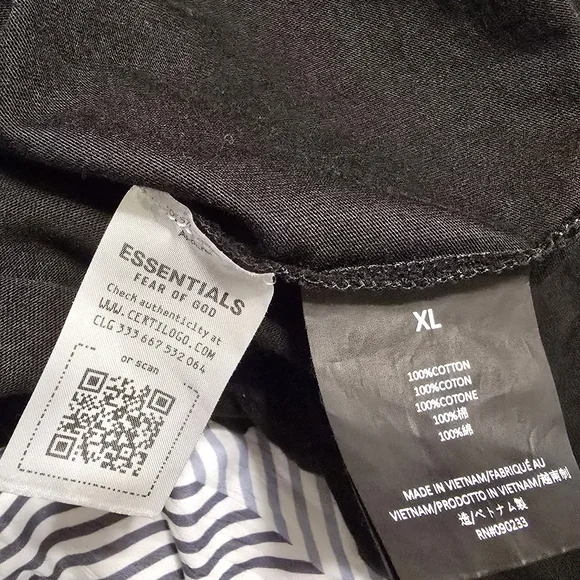 ESSENTIALS
FEAR OF GOD
Check authenticity at
WWW.CERTILOGO.COM
CLG 333 667 532 064
or scan
XL
100%COTTON
100%COTON
100%COTONE
100%棉
100%綿
MADE IN VIETNAM/FABRIQUÉ AU
VIETNAM/PRODOTTO IN VIETNAM/越南制
造/ベトナム製
RN#090233